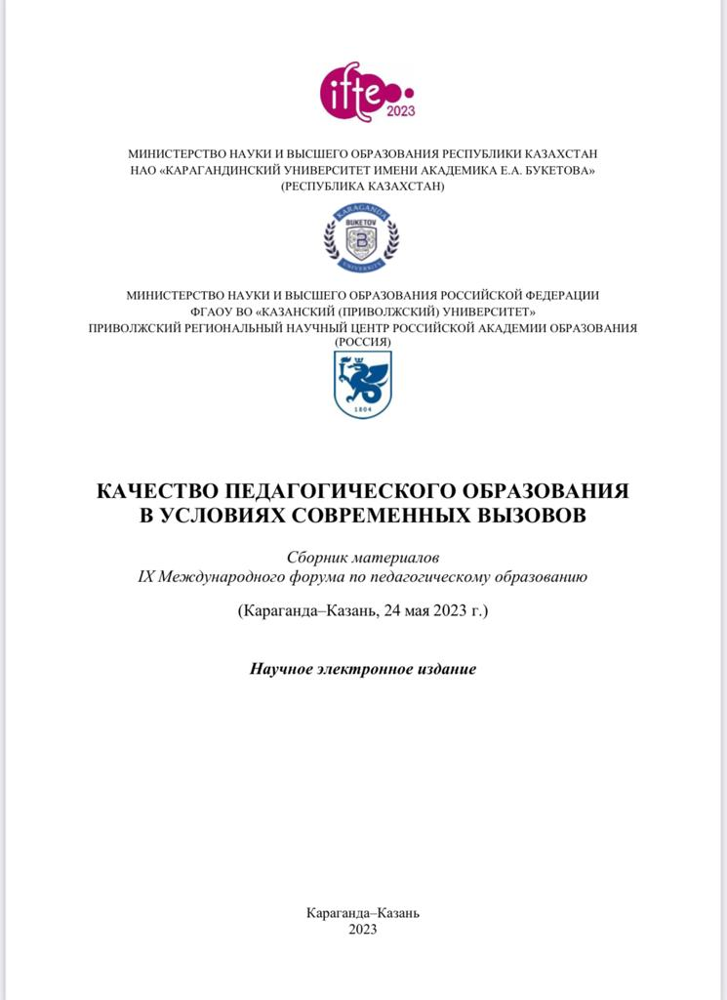 ifte
2023
МИНИСТЕРСТВО НАУКИ И ВЫСШЕГО ОБРАЗОВАНИЯ РЕСПУБЛИКИ КАЗАХСТАН
НАО «КАРАГАНДИНСКИЙ УНИВЕРСИТЕТ ИМЕНИ АКАДЕМИКА Е.А. БУКЕТОВА»
(РЕСПУБЛИКА КАЗАХСТАН)
KARAGANDA
BUKETOV
B
UNIVERSITY
МИНИСТЕРСТВО НАУКИ И ВЫСШЕГО ОБРАЗОВАНИЯ РОССИЙСКОЙ ФЕДЕРАЦИИ
ФГАОУ ВО «КАЗАНСКИЙ (ПРИВОЛЖСКИЙ) УНИВЕРСИТЕТ»
ПРИВОЛЖСКИЙ РЕГИОНАЛЬНЫЙ НАУЧНЫЙ ЦЕНТР РОССИЙСКОЙ АКАДЕМИИ ОБРАЗОВАНИЯ
(РОССИЯ)
1804
КАЧЕСТВО ПЕДАГОГИЧЕСКОГО ОБРАЗОВАНИЯ
В УСЛОВИЯХ СОВРЕМЕННЫХ ВЫЗОВОВ
Сборник материалов
IX Международного форума по педагогическому образованию
(Караганда–Казань, 24 мая 2023 г.)
Научное электронное издание
Караганда–Казань
2023